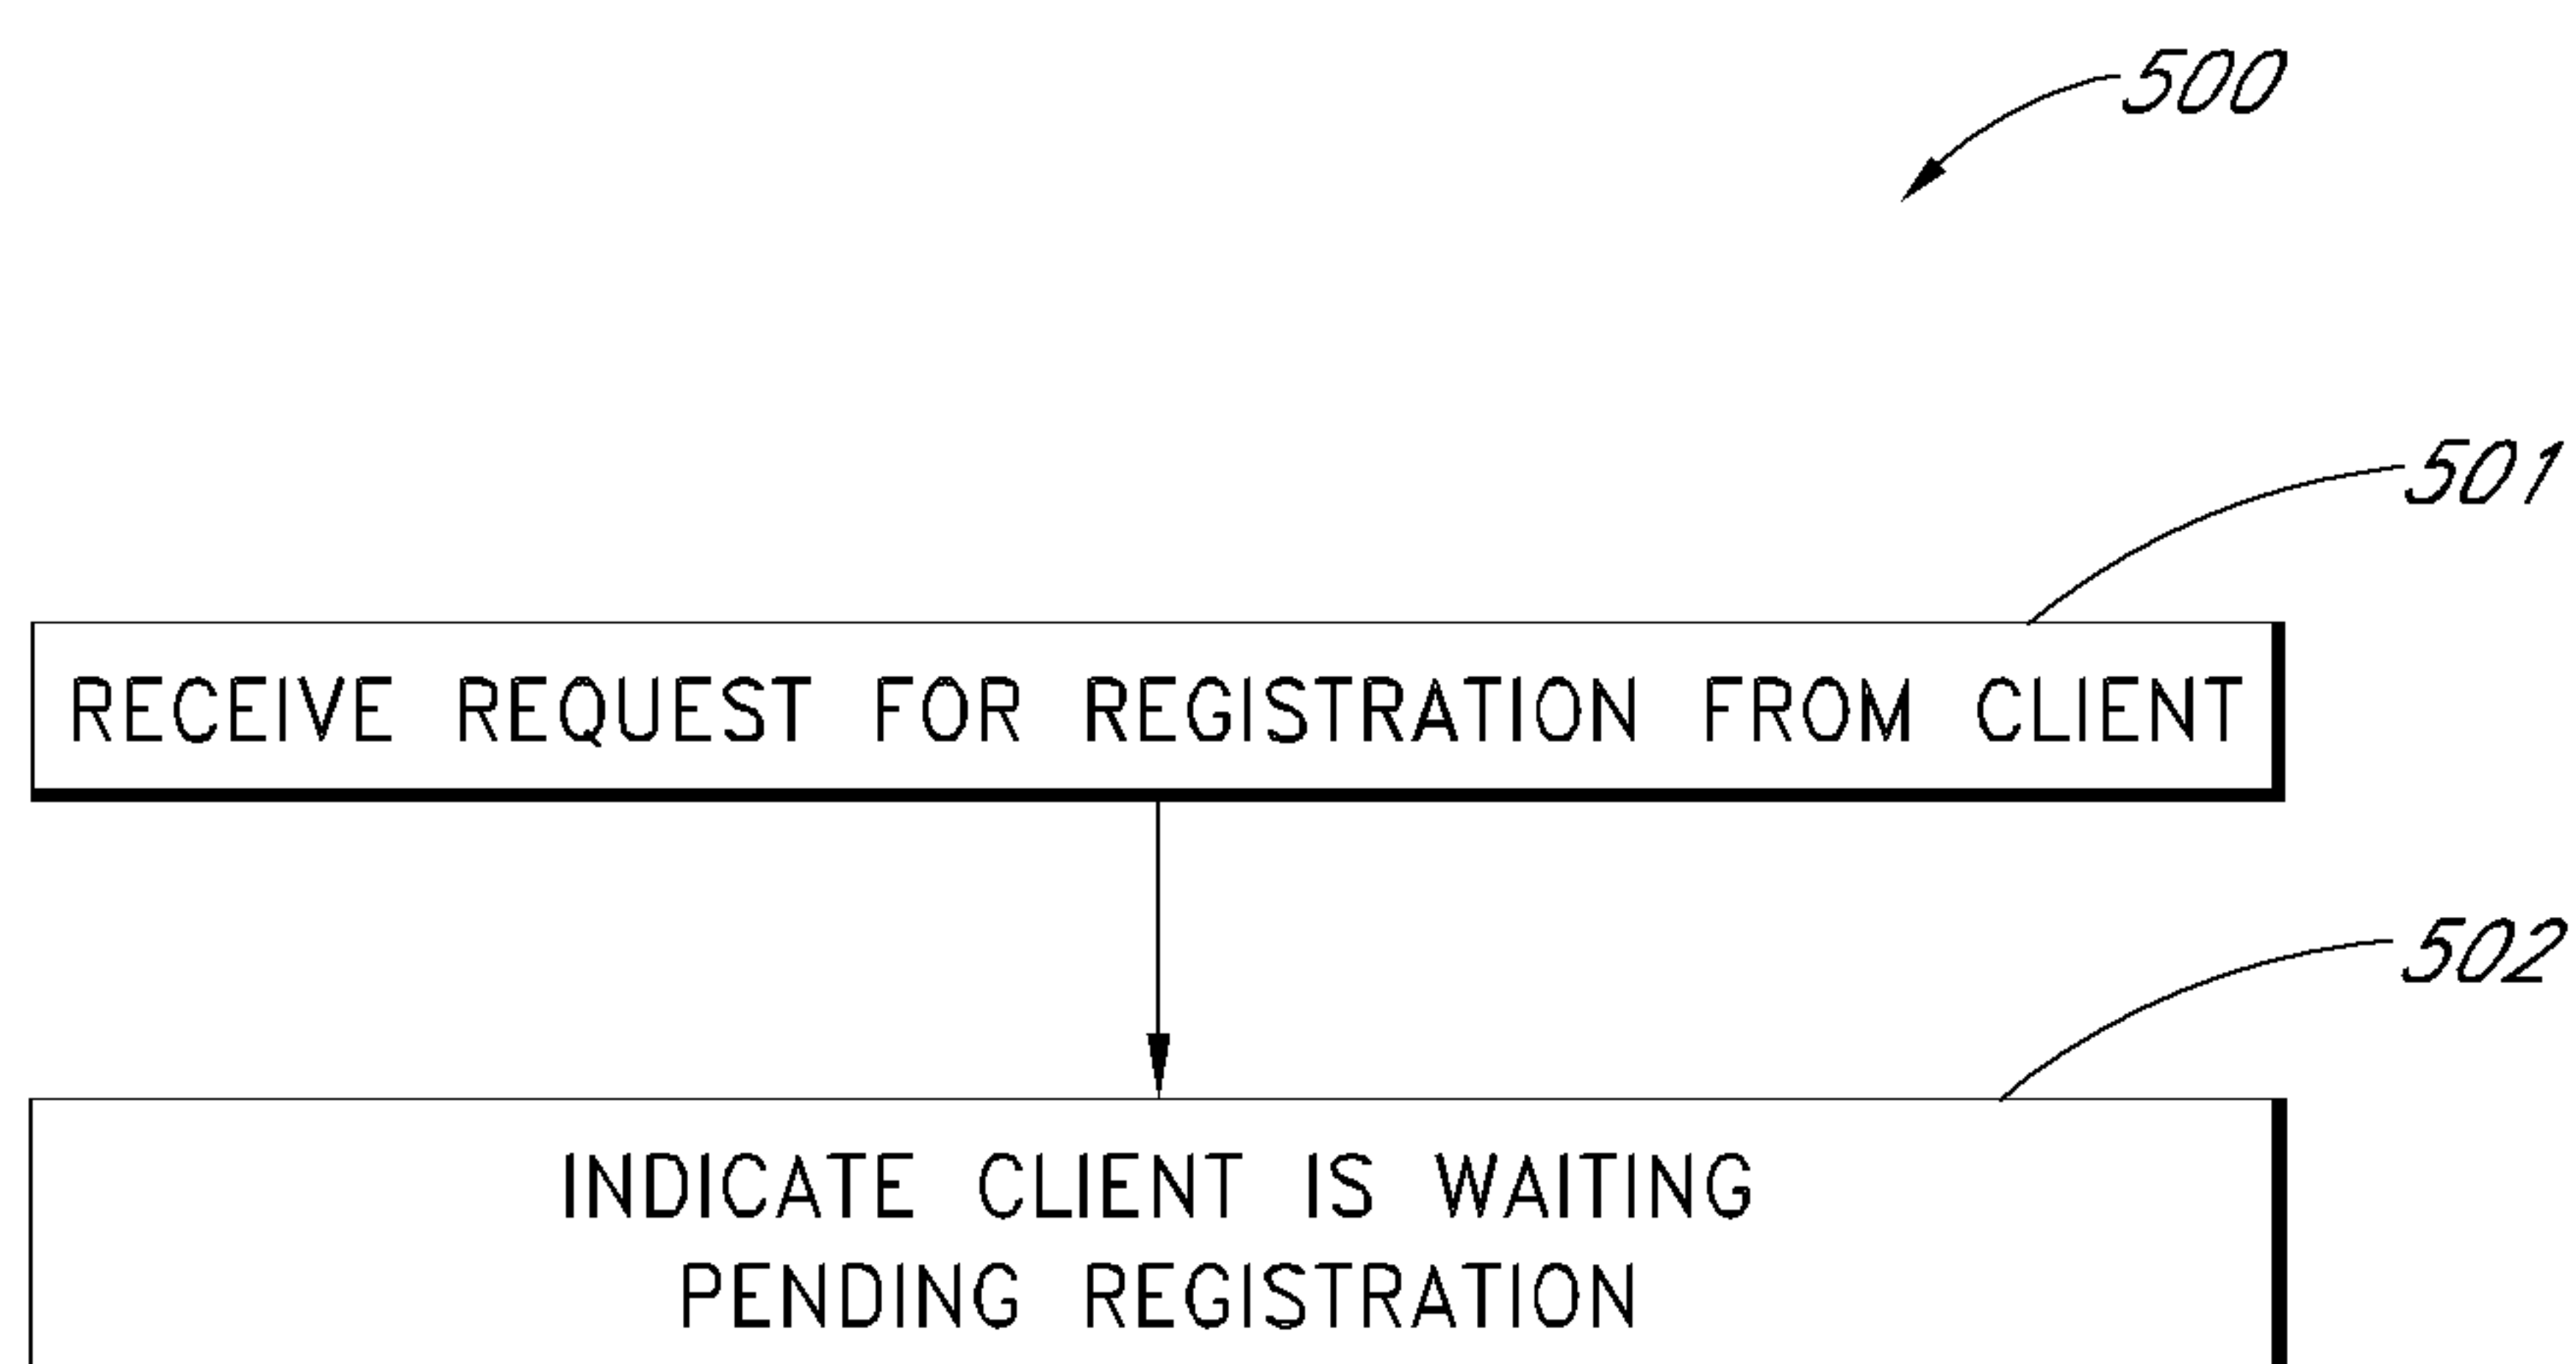 500
501
RECEIVE REQUEST FOR REGISTRATION FROM CLIENT
502
INDICATE CLIENT IS WAITING
PENDING REGISTRATION